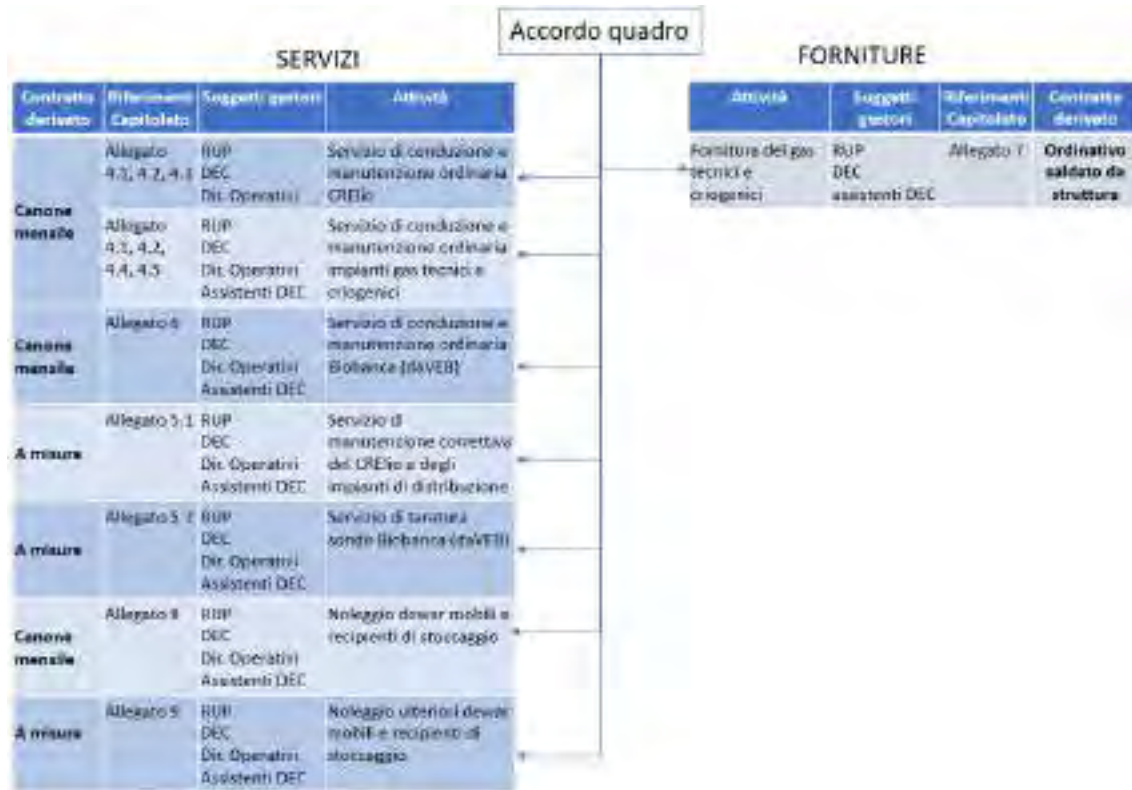 Accordo quadro
SERVIZI
Contratto derivato | Riferimenti Capitolato | Soggetti gestori | Attività
Canone
mensile
Allegato
4.1, 4.2, 4.3
RUP
DEC
Dir. Operativi
Servizio di conduzione e
manutenzione ordinaria
CRElio
Allegato
4.1, 4.2,
4.4, 4.5
RUP
DEC
Dir. Operativi
Assistenti DEC
Servizio di conduzione e
manutenzione ordinaria
impianti gas tecnici e
criogenici
Canone
mensile
Allegato 6
RUP
DEC
Dir. Operativi
Assistenti DEC
Servizio di conduzione e
manutenzione ordinaria
Biobanca (daVEB)
A misura
Allegato 5.1
RUP
DEC
Dir. Operativi
Assistenti DEC
Servizio di
manutenzione correttiva
del CRElio e degli
impianti di distribuzione
A misura
Allegato
RUP
DEC
Dir. Operativi
Assistenti DEC
Servizio di taratura
sonde Biobanca (daVEB)
Canone
mensile
Allegato
RUP
DEC
Dir. Operativi
Assistenti DEC
Noleggio dewar mobili e
recipienti di stoccaggio
A misura
Allegato 9
RUP
DEC
Dir. Operativi
Assistenti DEC
Noleggio ulteriori dewar
mobili e recipienti di
stoccaggio
FORNITURE
Attività | Soggetti gestori | Riferimenti Capitolato | Contratto derivato
Fornitura dei gas
tecnici e
criogenici
RUP
DEC
assistenti DEC
Allegato 7
Ordinativo
saldato da
struttura